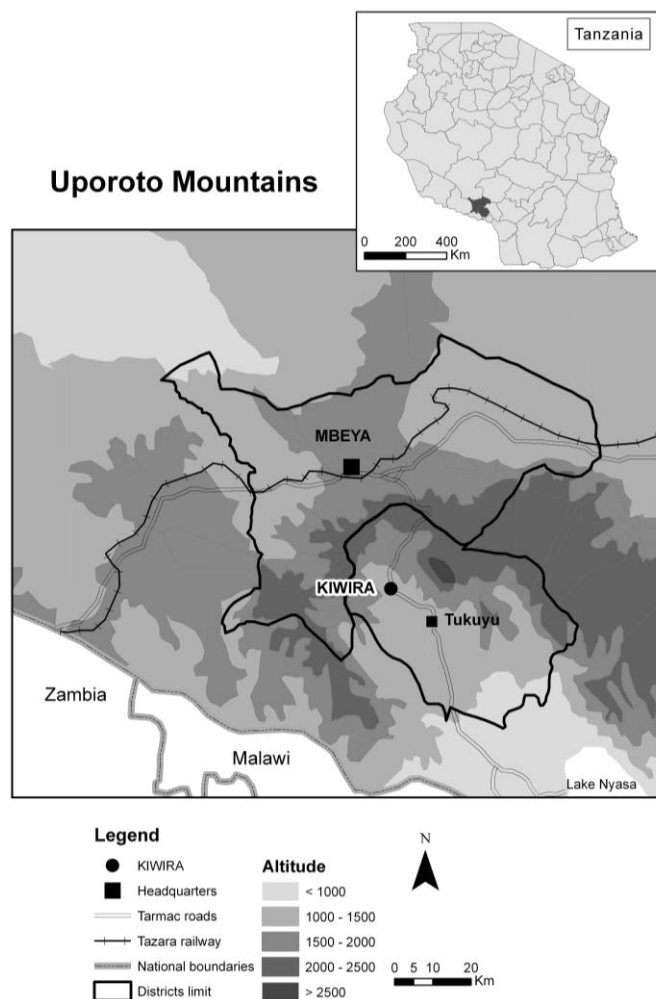 Tanzania
0 200 400
Km
Uporoto Mountains
MBEYA
KIWIRA
Tukuyu
Zambia
Malawi
Lake Nyasa
Legend
KIWIRA
Headquarters
Tarmac roads
Tazara railway
National boundaries
Districts limit
Altitude
< 1000
1000 - 1500
1500 - 2000
2000 - 2500
> 2500
N
0 5 10 20
Km